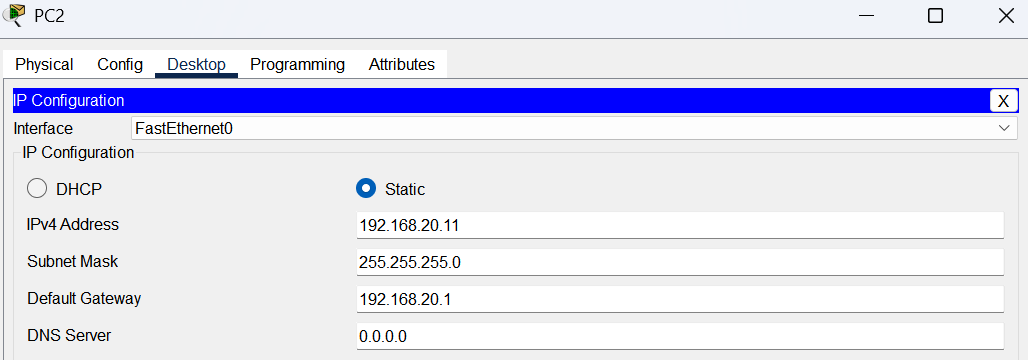 PC2
Physical Config Desktop Programming Attributes
IP Configuration X
Interface FastEthernet0
IP Configuration
DHCP Static
IPv4 Address 192.168.20.11
Subnet Mask 255.255.255.0
Default Gateway 192.168.20.1
DNS Server 0.0.0.0